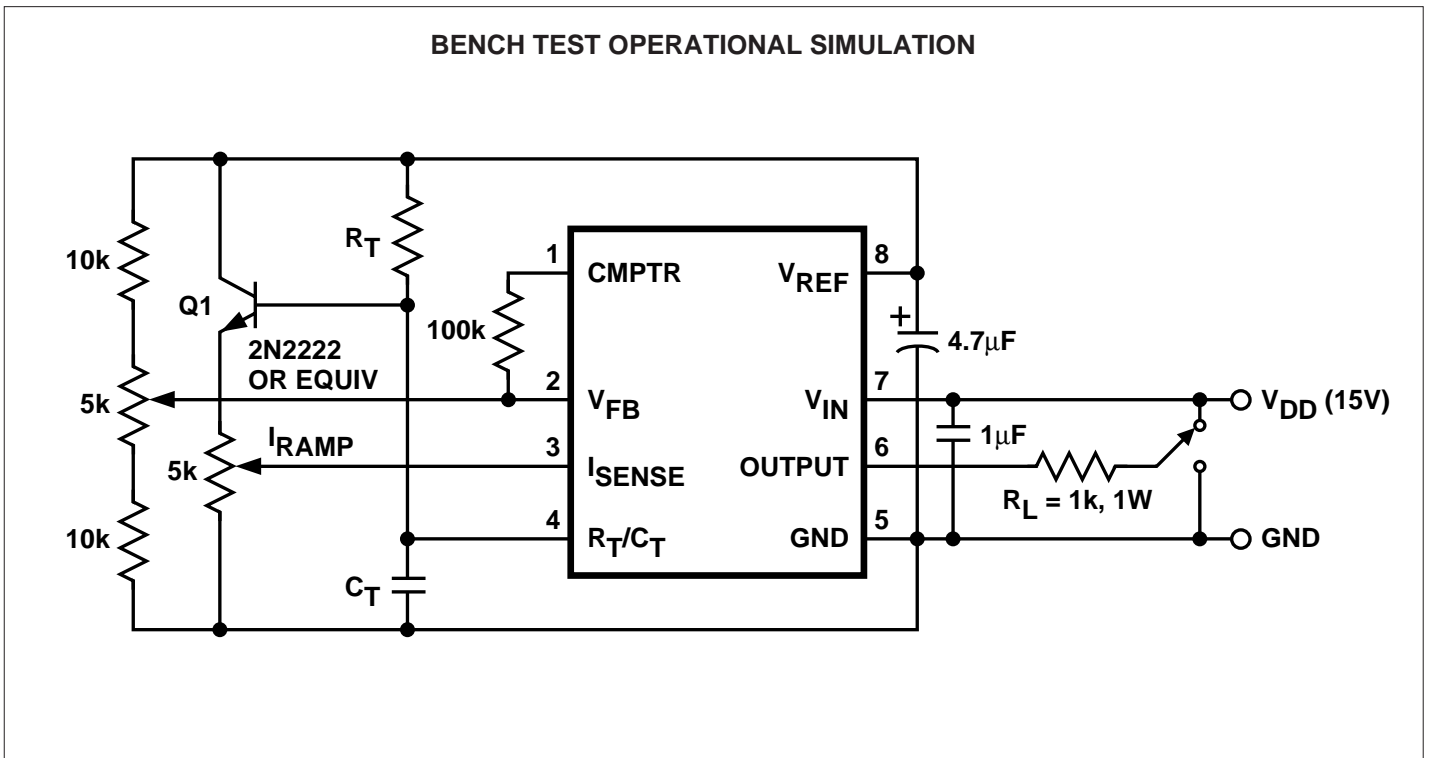 BENCH TEST OPERATIONAL SIMULATION
10k
RT
Q1
2N2222
OR EQUIV
5k
IRAMP
5k
10k
CT
100k
1
CMPTR
2
VFB
3
ISENSE
4
RT/CT
8
VREF
7
VIN
6
OUTPUT
5
GND
+
4.7μF
1μF
RL = 1k, 1W
VDD (15V)
GND